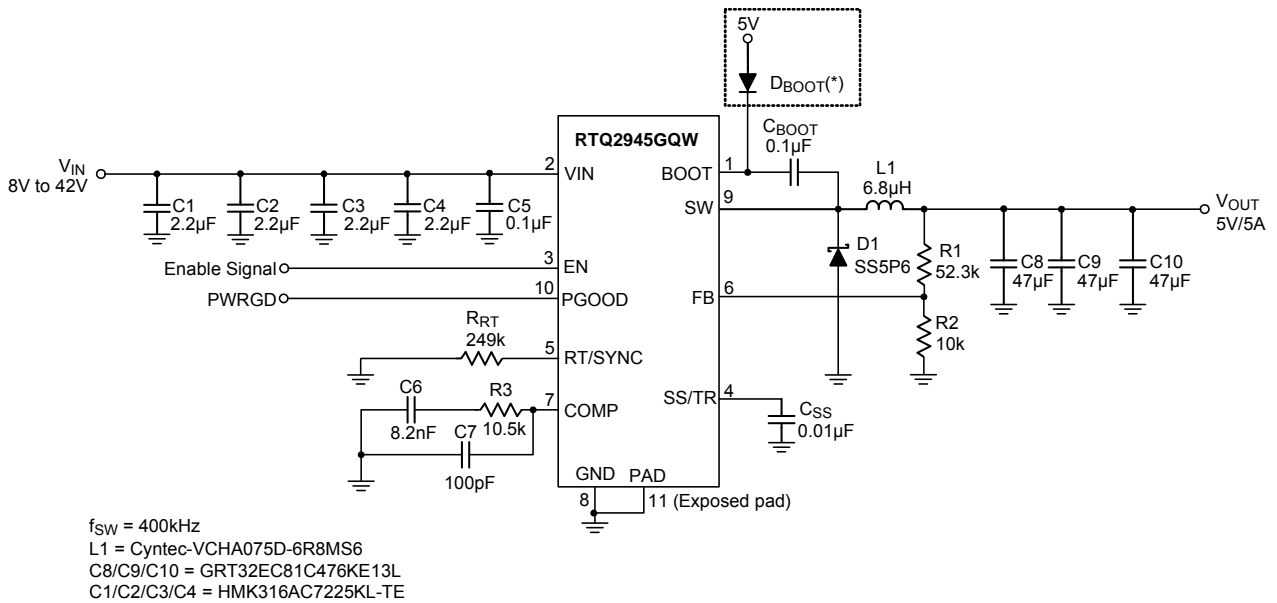 5V
DBOOT(*)
RTQ2945GQW
CBOOT
0.1µF
VIN
8V to 42V
2
VIN
BOOT
1
L1
6.8µH
C1
2.2µF
C2
2.2µF
C3
2.2µF
C4
2.2µF
C5
0.1µF
SW
9
VOUT
5V/5A
D1
SS5P6
R1
52.3k
C8
47µF
C9
47µF
C10
47µF
Enable Signal
3
EN
PWRGD
10
PGOOD
FB
6
R2
10k
RRT
249k
5
RT/SYNC
C6
8.2nF
R3
10.5k
7
COMP
C7
100pF
SS/TR
4
CSS
0.01µF
GND
PAD
8
11 (Exposed pad)
fSW = 400kHz
L1 = Cyntec-VCHA075D-6R8MS6
C8/C9/C10 = GRT32EC81C476KE13L
C1/C2/C3/C4 = HMK316AC7225KL-TE